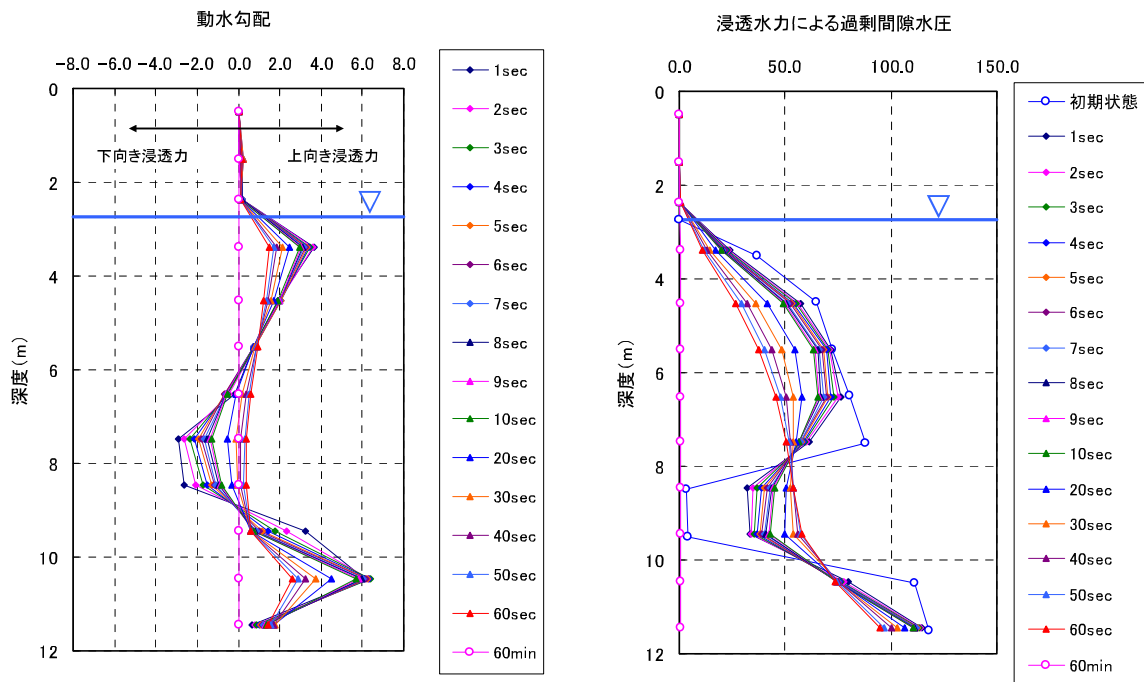 動水勾配
-8.0 -6.0 -4.0 -2.0 0.0 2.0 4.0 6.0 8.0
0
2
4
6
8
10
12
深度(m)
下向き浸透力
上向き浸透力
1sec
2sec
3sec
4sec
5sec
6sec
7sec
8sec
9sec
10sec
20sec
30sec
40sec
50sec
60sec
60min
浸透水力による過剰間隙水圧
0.0 50.0 100.0 150.0
0
2
4
6
8
10
12
深度(m)
初期状態
1sec
2sec
3sec
4sec
5sec
6sec
7sec
8sec
9sec
10sec
20sec
30sec
40sec
50sec
60sec
60min